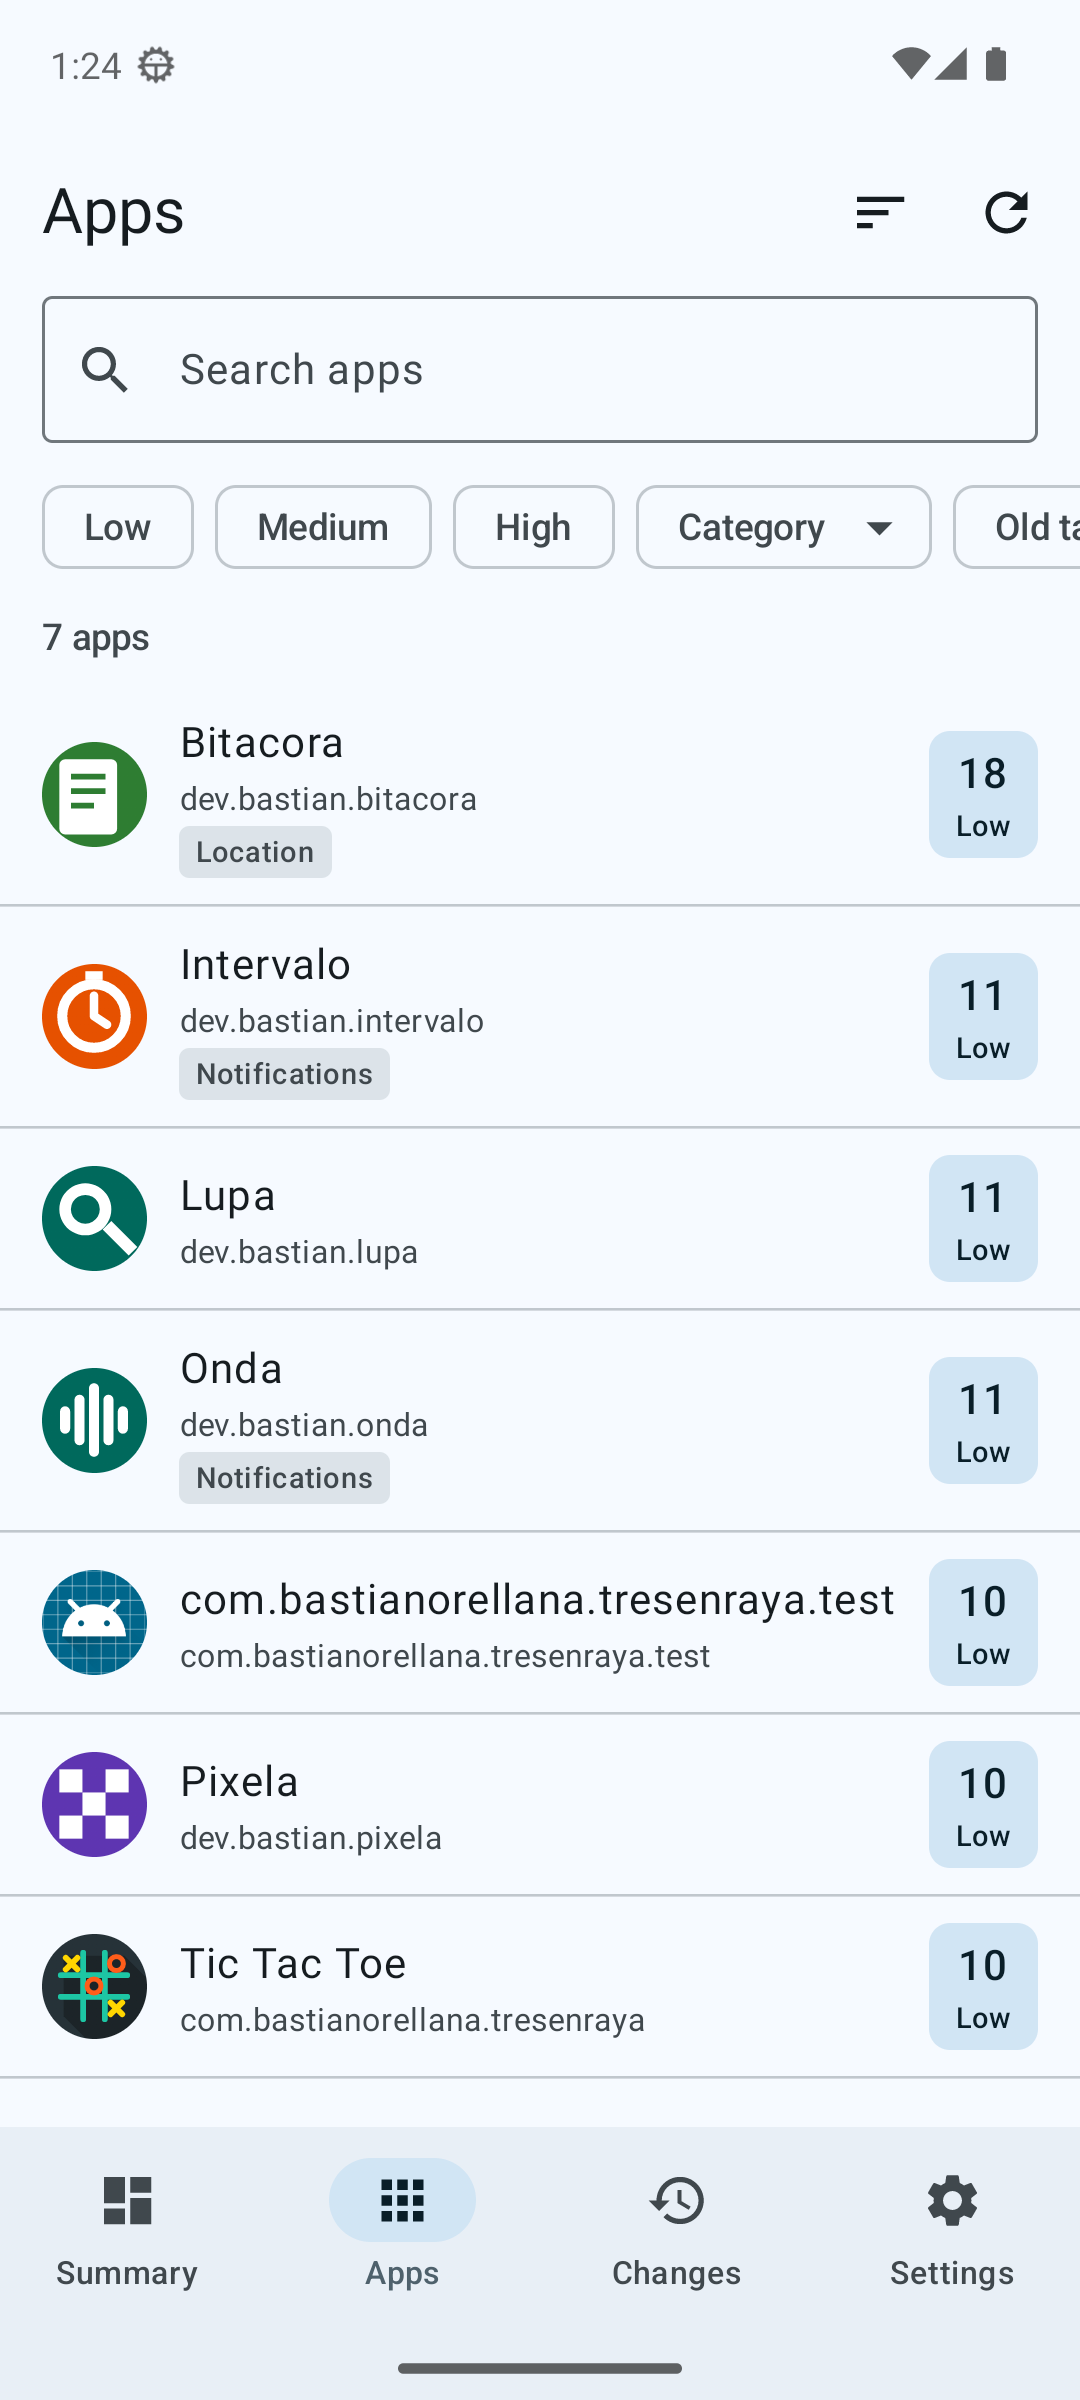 1:24
Apps
Search apps
Low
Medium
High
Category
Old ta
7 apps
Bitacora
dev.bastian.bitacora
Location
18
Low
Intervalo
dev.bastian.intervalo
Notifications
11
Low
Lupa
dev.bastian.lupa
11
Low
Onda
dev.bastian.onda
Notifications
11
Low
com.bastianorellana.tresenraya.test
com.bastianorellana.tresenraya.test
10
Low
Pixela
dev.bastian.pixela
10
Low
Tic Tac Toe
com.bastianorellana.tresenraya
10
Low
Summary
Apps
Changes
Settings